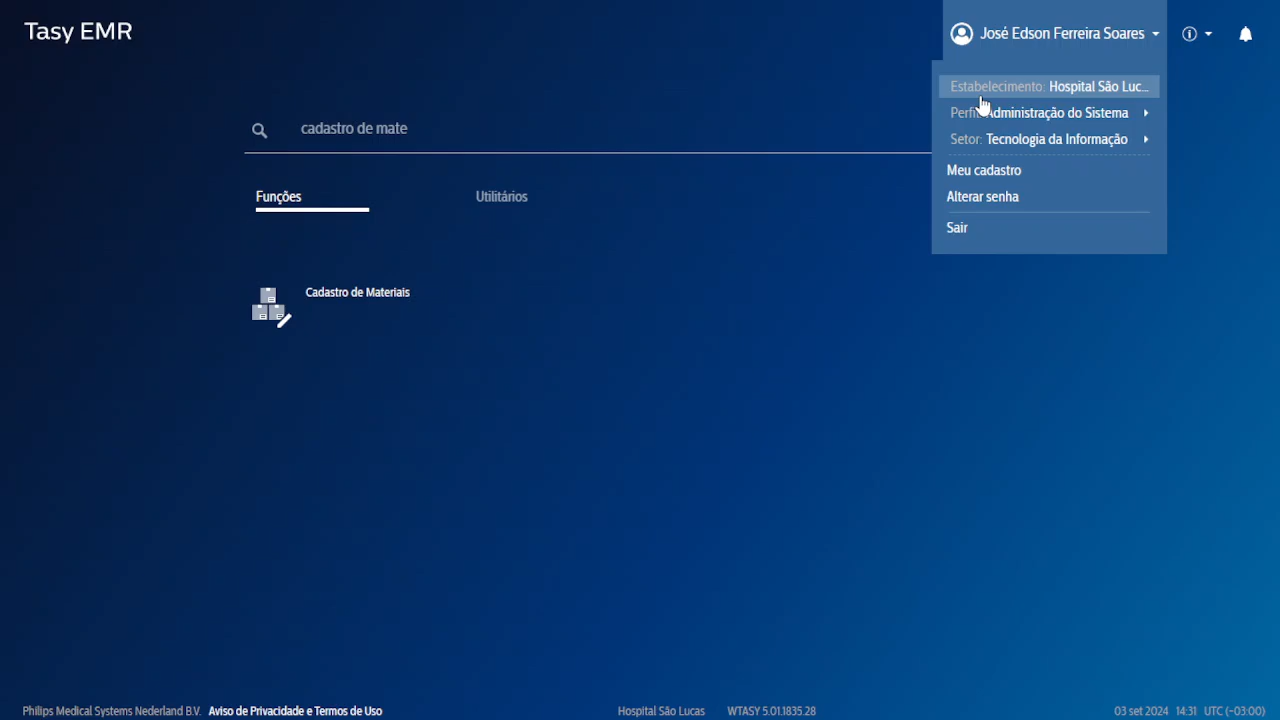 Tasy EMR
José Edson Ferreira Soares
cadastro de mate
Estabelecimento: Hospital São Luc...
Administração do Sistema
Setor: Tecnologia da Informação
Meu cadastro
Alterar senha
Sair
Funções
Utilitários
Cadastro de Materiais
Philips Medical Systems Nederland B.V. Aviso de Privacidade e Termos de Uso
Hospital São Lucas
WTASY 5.01.1835.28
03 set 2024 14:31 UTC (-03:00)